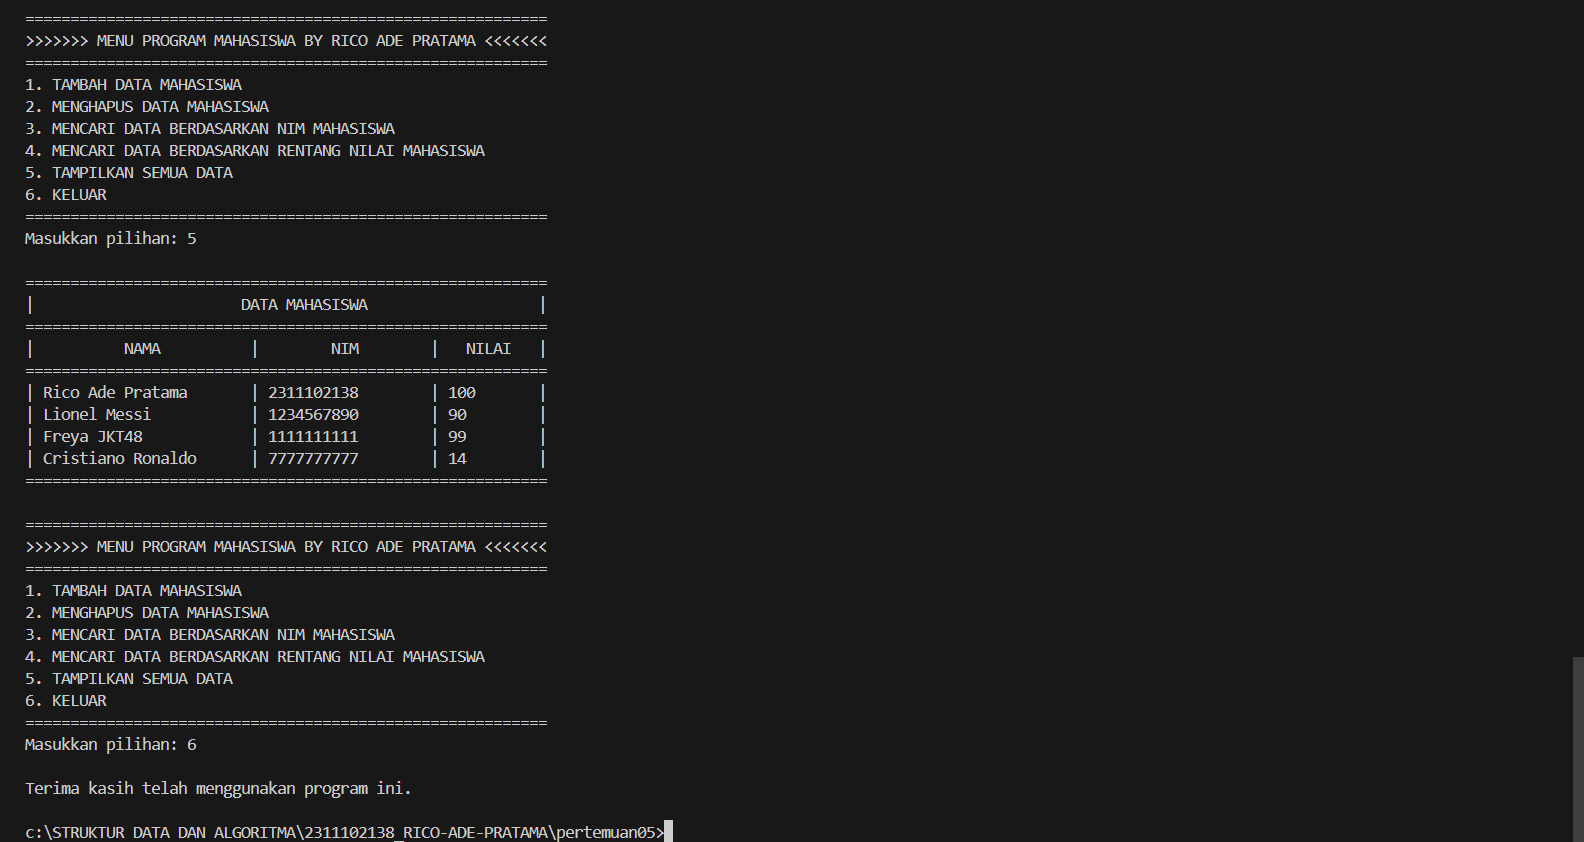 ==========================================================
>>>>>>> MENU PROGRAM MAHASISWA BY RICO ADE PRATAMA <<<<<<<
==========================================================
1. TAMBAH DATA MAHASISWA
2. MENGHAPUS DATA MAHASISWA
3. MENCARI DATA BERDASARKAN NIM MAHASISWA
4. MENCARI DATA BERDASARKAN RENTANG NILAI MAHASISWA
5. TAMPILKAN SEMUA DATA
6. KELUAR
==========================================================
Masukkan pilihan: 5

==========================================================
|                       DATA MAHASISWA                   |
==========================================================
|          NAMA          |        NIM        |   NILAI   |
==========================================================
| Rico Ade Pratama       | 2311102138        | 100       |
| Lionel Messi           | 1234567890        | 90        |
| Freya JKT48            | 1111111111        | 99        |
| Cristiano Ronaldo      | 7777777777        | 14        |
==========================================================

==========================================================
>>>>>>> MENU PROGRAM MAHASISWA BY RICO ADE PRATAMA <<<<<<<
==========================================================
1. TAMBAH DATA MAHASISWA
2. MENGHAPUS DATA MAHASISWA
3. MENCARI DATA BERDASARKAN NIM MAHASISWA
4. MENCARI DATA BERDASARKAN RENTANG NILAI MAHASISWA
5. TAMPILKAN SEMUA DATA
6. KELUAR
==========================================================
Masukkan pilihan: 6

Terima kasih telah menggunakan program ini.

c:\STRUKTUR DATA DAN ALGORITMA\2311102138_RICO-ADE-PRATAMA\pertemuan05>